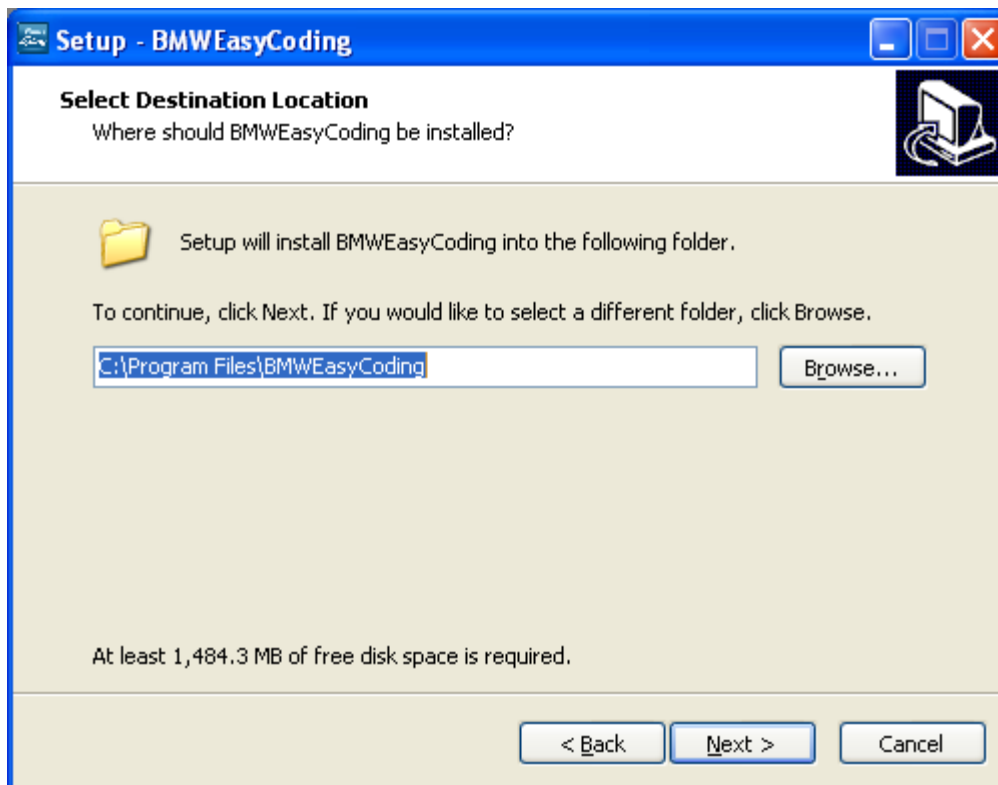 Setup - BMWEasyCoding
Select Destination Location
Where should BMWEasyCoding be installed?
Setup will install BMWEasyCoding into the following folder.
To continue, click Next. If you would like to select a different folder, click Browse.
C:\Program Files\BMWEasyCoding
Browse...
At least 1,484.3 MB of free disk space is required.
< Back
Next >
Cancel